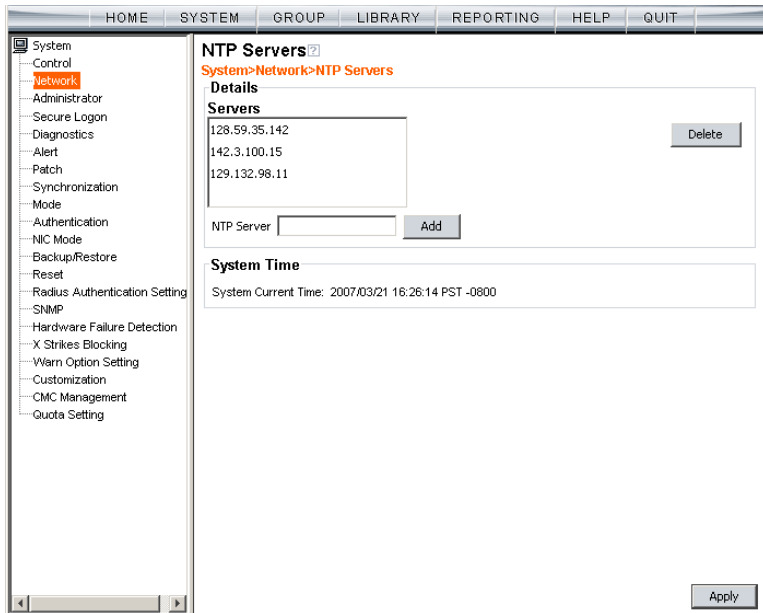 HOME SYSTEM GROUP LIBRARY REPORTING HELP QUIT
System
Control
Network
Administrator
Secure Logon
Diagnostics
Alert
Patch
Synchronization
Mode
Authentication
NIC Mode
Backup/Restore
Reset
Radius Authentication Setting
SNMP
Hardware Failure Detection
X Strikes Blocking
Warn Option Setting
Customization
CMC Management
Quota Setting
NTP Servers ?
System>Network>NTP Servers
Details
Servers
128.59.35.142
142.3.100.15
129.132.98.11
Delete
NTP Server Add
System Time
System Current Time: 2007/03/21 16:26:14 PST -0800
Apply